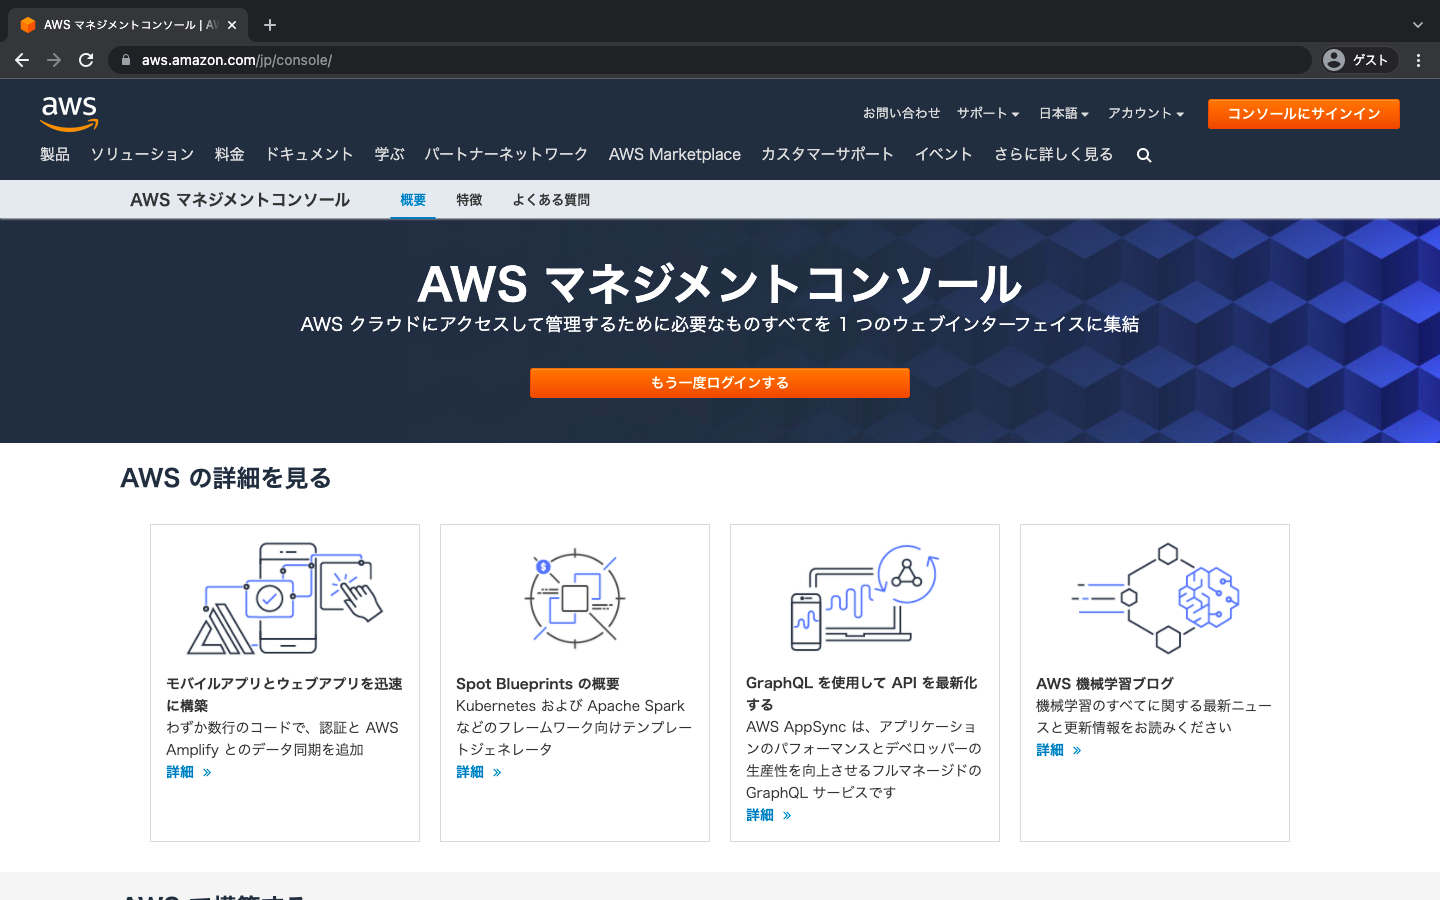 AWS マネジメントコンソール | AW
aws.amazon.com/jp/console/
ゲスト
aws
お問い合わせ サポート 日本語 アカウント コンソールにサインイン
製品 ソリューション 料金 ドキュメント 学ぶ パートナーネットワーク AWS Marketplace カスタマーサポート イベント さらに詳しく見る
AWS マネジメントコンソール 概要 特徴 よくある質問
AWS マネジメントコンソール
AWS クラウドにアクセスして管理するために必要なものすべてを 1 つのウェブインターフェイスに集結
もう一度ログインする
AWS の詳細を見る
モバイルアプリとウェブアプリを迅速
に構築
わずか数行のコードで、認証と AWS
Amplify とのデータ同期を追加
詳細 »
$
Spot Blueprints の概要
Kubernetes および Apache Spark
などのフレームワーク向けテンプレー
トジェネレータ
詳細 »
GraphQL を使用して API を最新化
する
AWS AppSync は、アプリケーショ
ンのパフォーマンスとデベロッパーの
生産性を向上させるフルマネージドの
GraphQL サービスです
詳細 »
AWS 機械学習ブログ
機械学習のすべてに関する最新ニュー
スと更新情報をお読みください
詳細 »
AWS で構築する